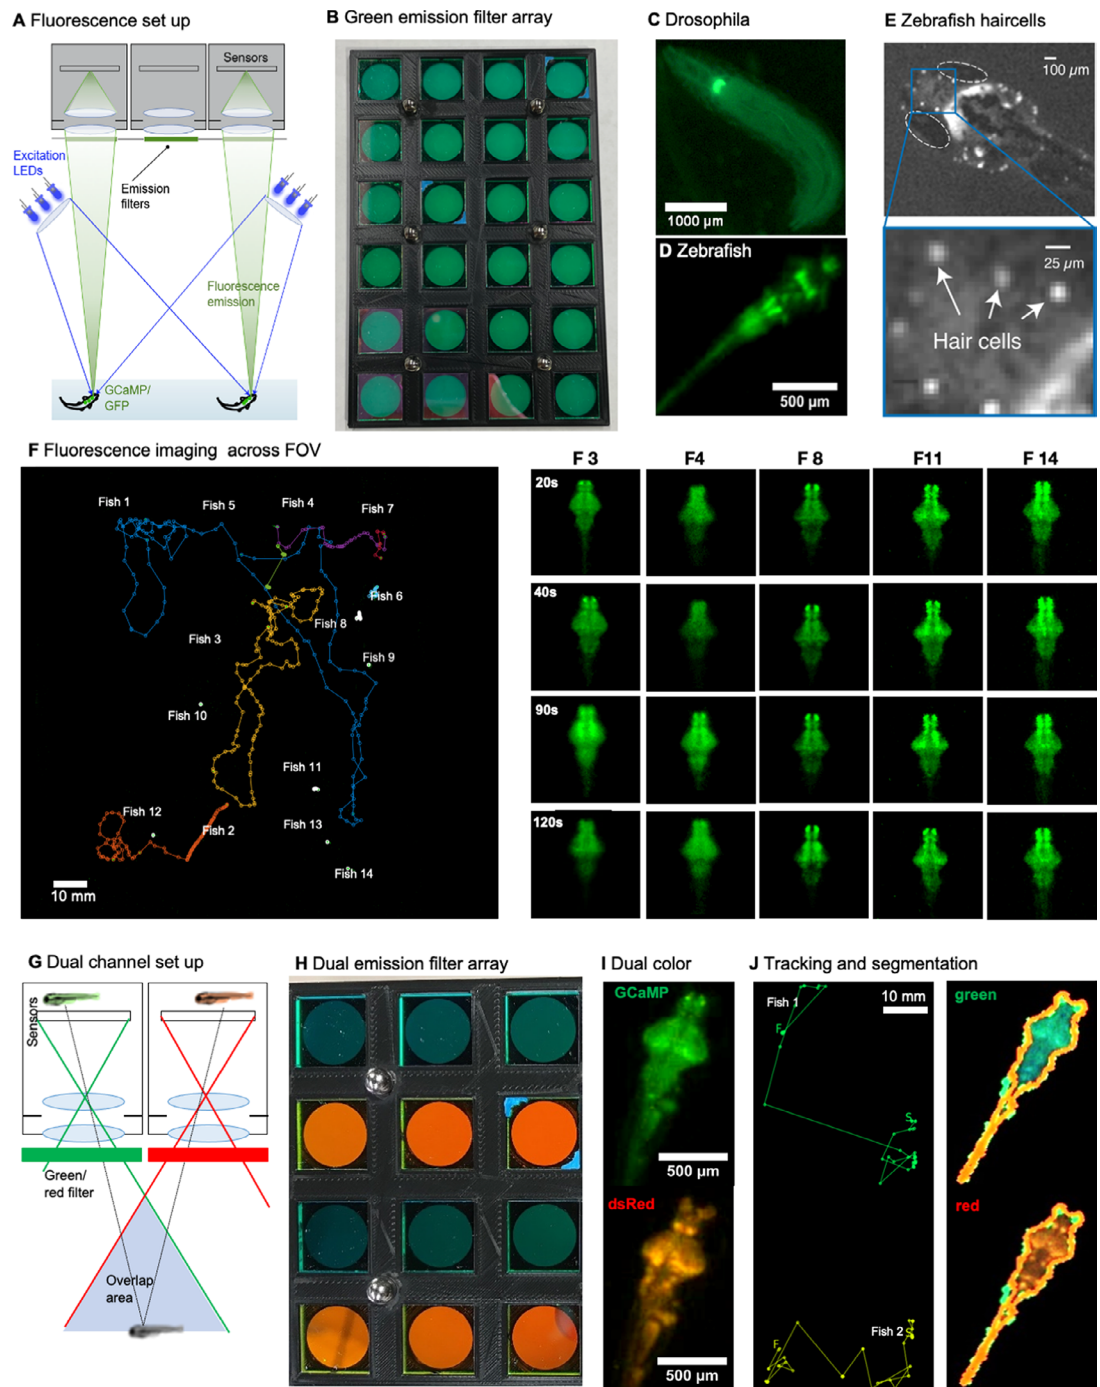 A Fluorescence set up
Sensors
Excitation
LEDs
Emission
filters
Fluorescence
emission
GCaMP/
GFP
B Green emission filter array
C Drosophila
1000 µm
D Zebrafish
500 µm
E Zebrafish haircells
100 µm
25 µm
Hair cells
F Fluorescence imaging across FOV
Fish 1
Fish 5
Fish 4
Fish 7
Fish 6
Fish 8
Fish 3
Fish 9
Fish 10
Fish 11
Fish 12
Fish 2
Fish 13
Fish 14
10 mm
F 3
F4
F 8
F11
F 14
20s
40s
90s
120s
G Dual channel set up
Sensors
Green/
red filter
Overlap
area
H Dual emission filter array
I Dual color
GCaMP
500 µm
dsRed
500 µm
J Tracking and segmentation
Fish 1
10 mm
F
S
Fish 2
S
F
green
red